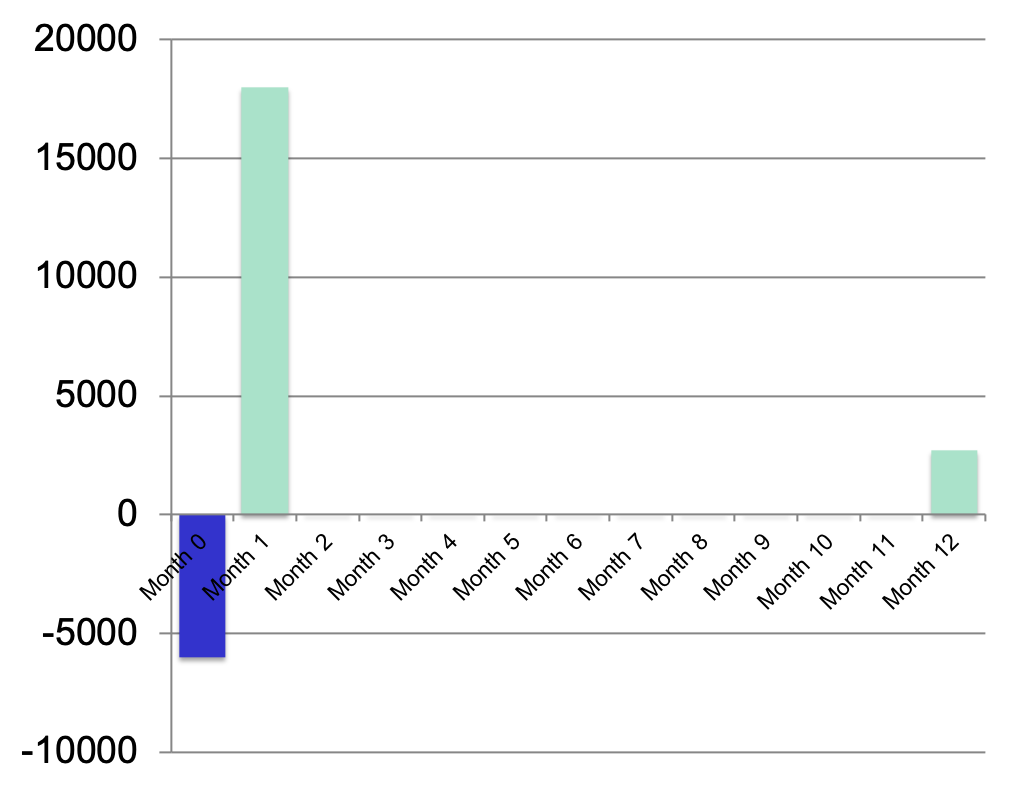 20000
15000
10000
5000
0
-5000
-10000
Month 0
Month 1
Month 2
Month 3
Month 4
Month 5
Month 6
Month 7
Month 8
Month 9
Month 10
Month 11
Month 12